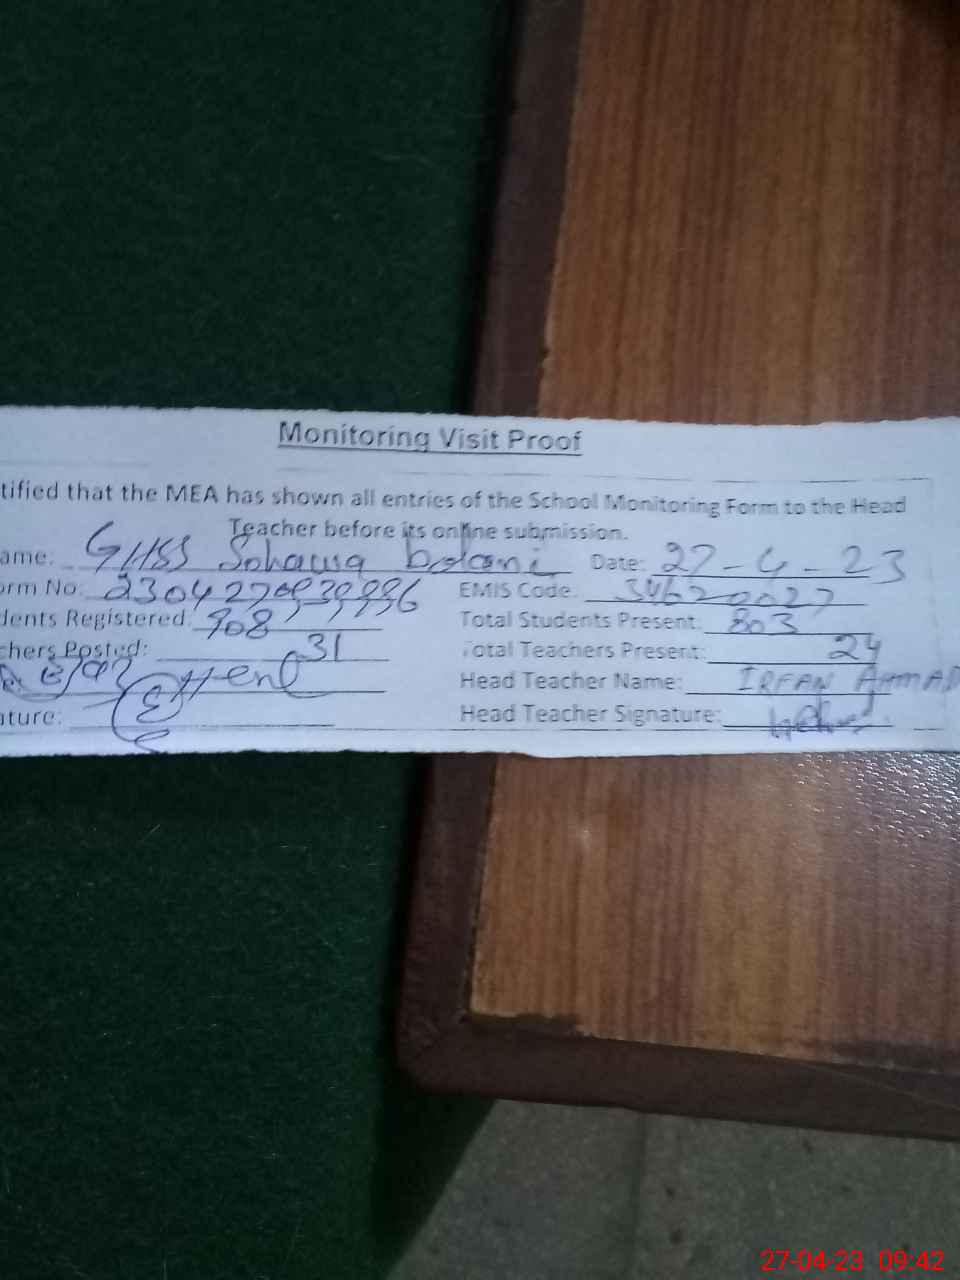 Monitoring Visit Proof
tified that the MEA has shown all entries of the School Monitoring Form to the Head
Teacher before its online submission.
ame: GHSS Sohawa bolani Date: 27-4-23
orm No: EMIS Code: 34620027
dents Registered: 908 Total Students Present: 803
chers Posted: 31 Total Teachers Present: 24
Head Teacher Name: IRFAN AHMAD
ature: Head Teacher Signature:
27-04-23 09:42